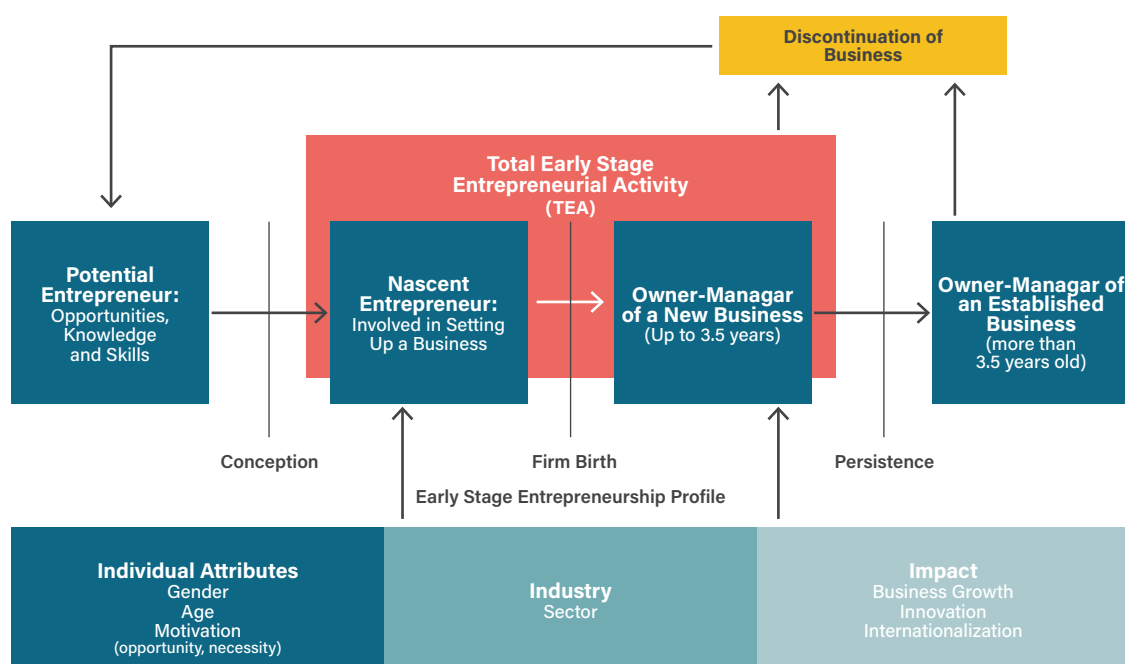 Discontinuation of
Business
Total Early Stage
Entrepreneurial Activity
(TEA)
Potential
Entrepreneur:
Opportunities,
Knowledge
and Skills
Nascent
Entrepreneur:
Involved in Setting
Up a Business
Owner-Managar
of a New Business
(Up to 3.5 years)
Owner-Managar of
an Established
Business
(more than
3.5 years old)
Conception
Firm Birth
Persistence
Early Stage Entrepreneurship Profile
Individual Attributes
Gender
Age
Motivation
(opportunity, necessity)
Industry
Sector
Impact
Business Growth
Innovation
Internationalization